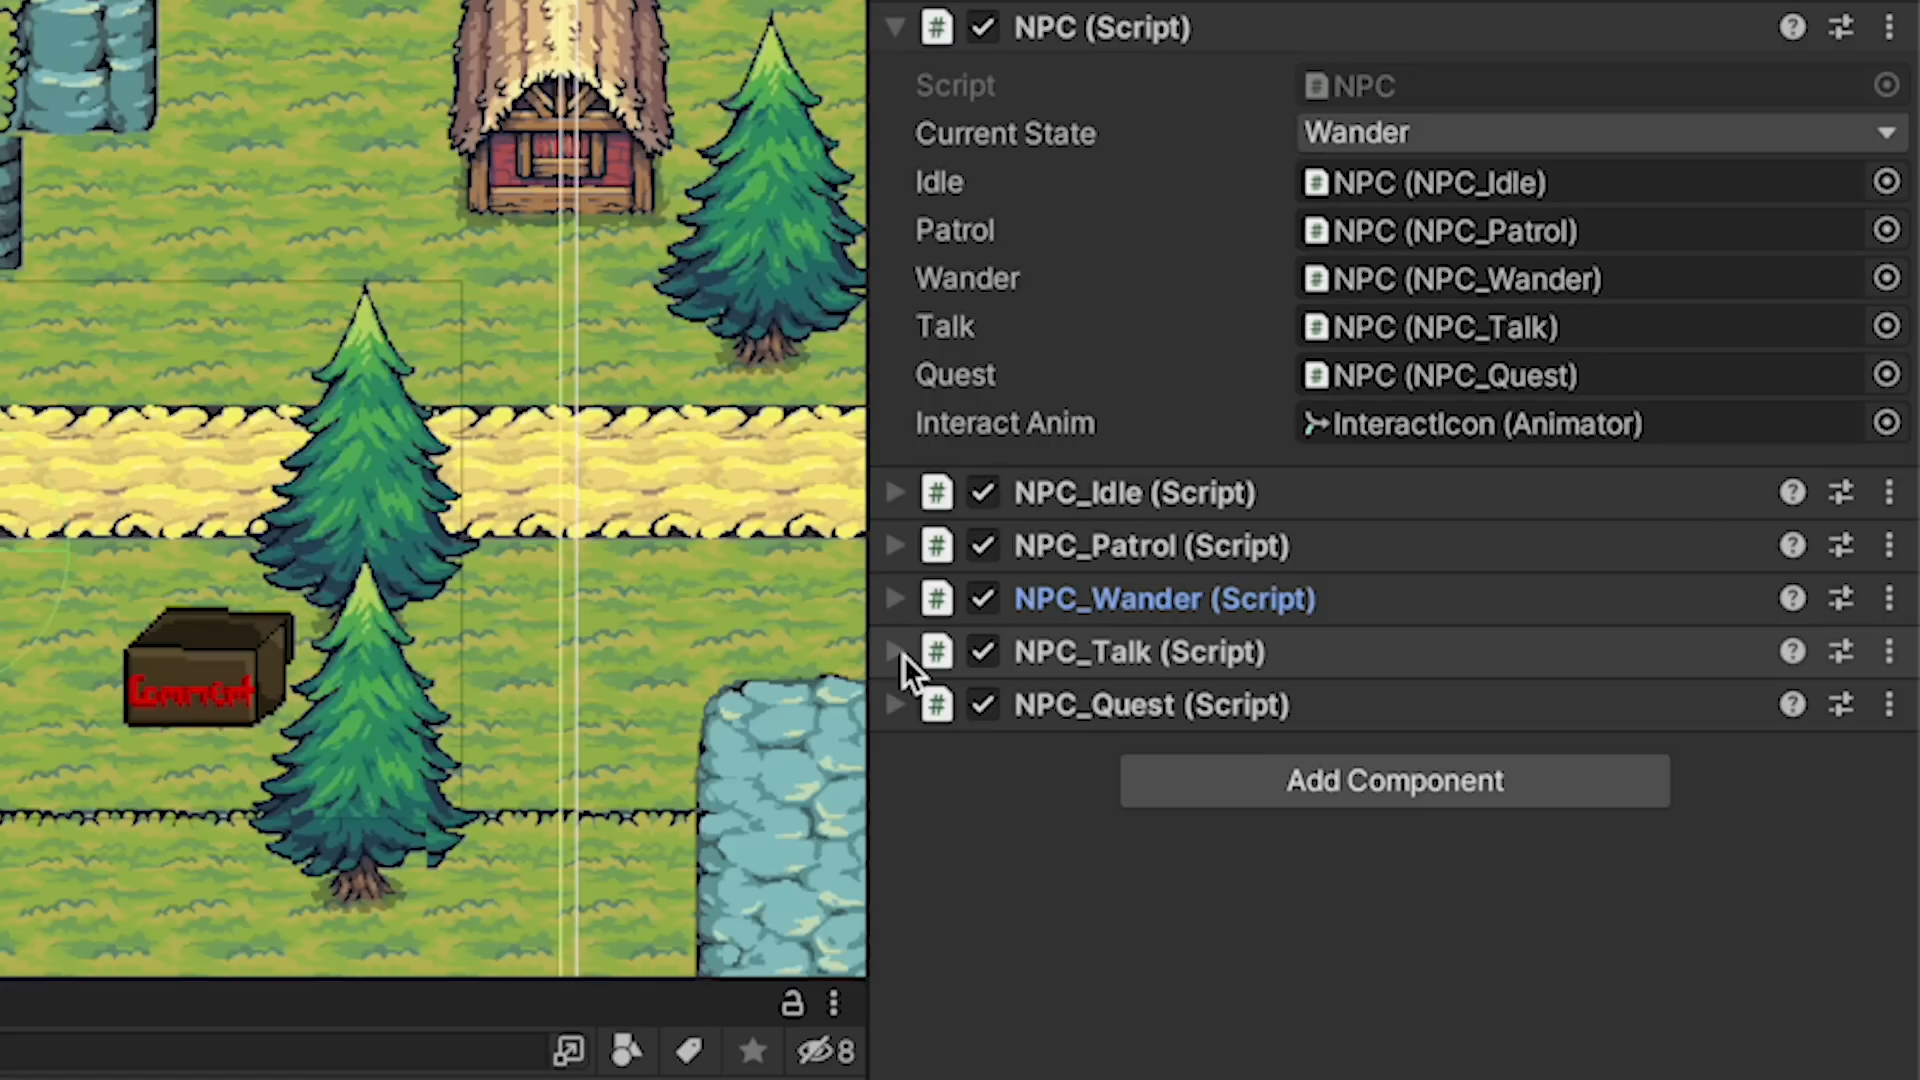 NPC (Script)
Script NPC
Current State Wander
Idle NPC (NPC_Idle)
Patrol NPC (NPC_Patrol)
Wander NPC (NPC_Wander)
Talk NPC (NPC_Talk)
Quest NPC (NPC_Quest)
Interact Anim InteractIcon (Animator)
NPC_Idle (Script)
NPC_Patrol (Script)
NPC_Wander (Script)
NPC_Talk (Script)
NPC_Quest (Script)
Add Component
Comment
8